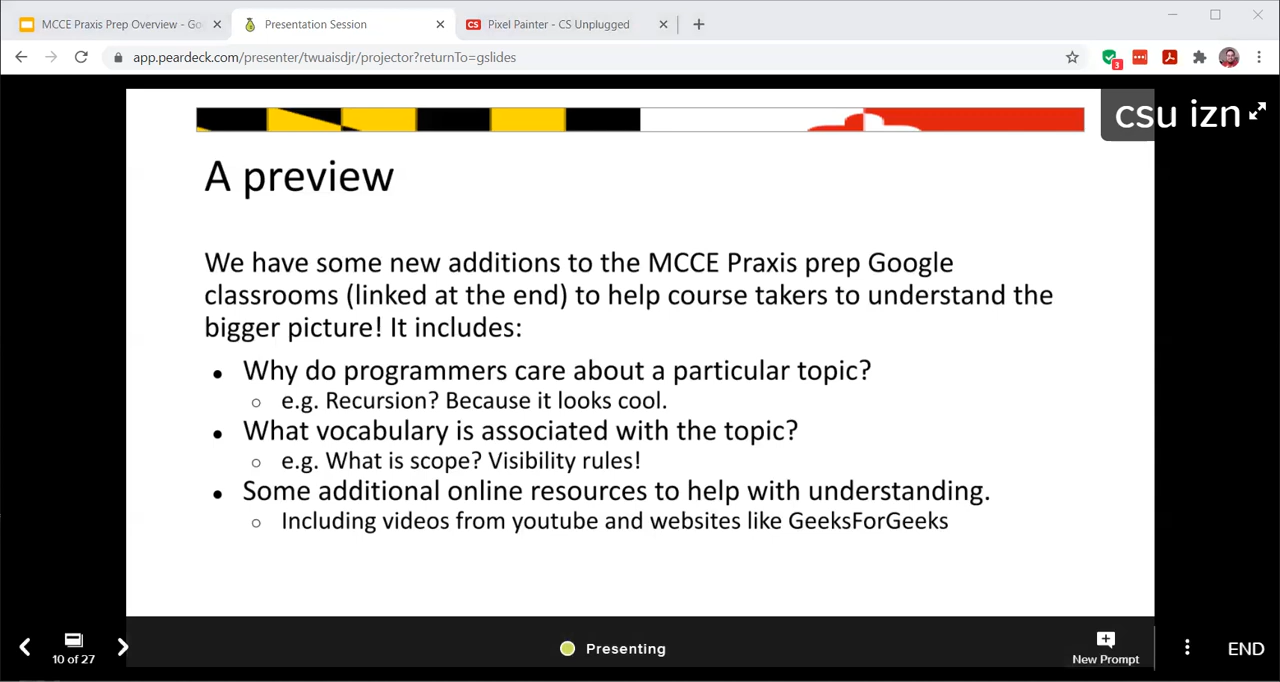 MCCE Praxis Prep Overview - Go
Presentation Session
CS
Pixel Painter - CS Unplugged
app.peardeck.com/presenter/twuaisdjr/projector?returnTo=gslides
3
csu izn
A preview
We have some new additions to the MCCE Praxis prep Google
classrooms (linked at the end) to help course takers to understand the
bigger picture! It includes:
• Why do programmers care about a particular topic?
○ e.g. Recursion? Because it looks cool.
• What vocabulary is associated with the topic?
○ e.g. What is scope? Visibility rules!
• Some additional online resources to help with understanding.
○ Including videos from youtube and websites like GeeksForGeeks
10 of 27
Presenting
New Prompt
END